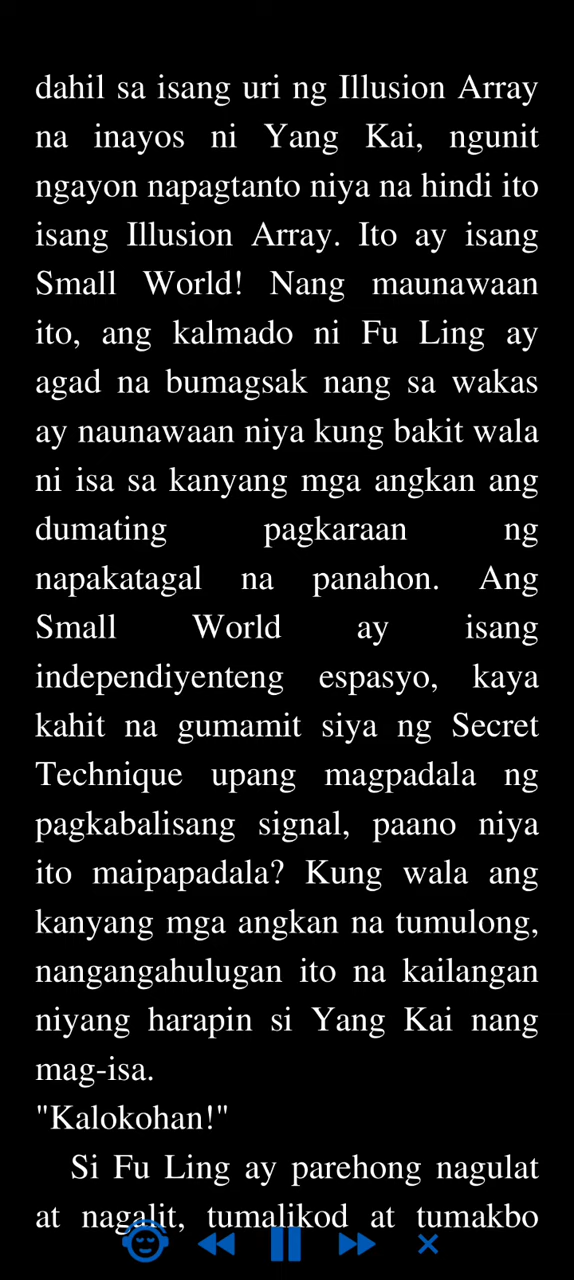 dahil sa isang uri ng Illusion Array
na inayos ni Yang Kai, ngunit
ngayon napagtanto niya na hindi ito
isang Illusion Array. Ito ay isang
Small World! Nang maunawaan
ito, ang kalmado ni Fu Ling ay
agad na bumagsak nang sa wakas
ay naunawaan niya kung bakit wala
ni isa sa kanyang mga angkan ang
dumating pagkaraan ng
napakatagal na panahon. Ang
Small World ay isang
independiyenteng espasyo, kaya
kahit na gumamit siya ng Secret
Technique upang magpadala ng
pagkabalisang signal, paano niya
ito maipapadala? Kung wala ang
kanyang mga angkan na tumulong,
nangangahulugan ito na kailangan
niyang harapin si Yang Kai nang
mag-isa.
"Kalokohan!"
Si Fu Ling ay parehong nagulat
at nagalit, tumalikod at tumakbo